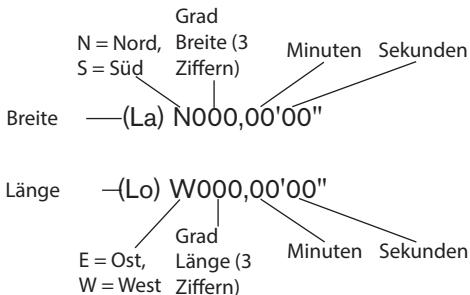 Grad
N = Nord,
Breite (3
S = Süd
Ziffern)
Minuten
Sekunden
Breite
(La) N000,00'00"
Länge
(Lo) W000,00'00"
Grad
E = Ost,
Länge (3
W = West
Ziffern)
Minuten
Sekunden